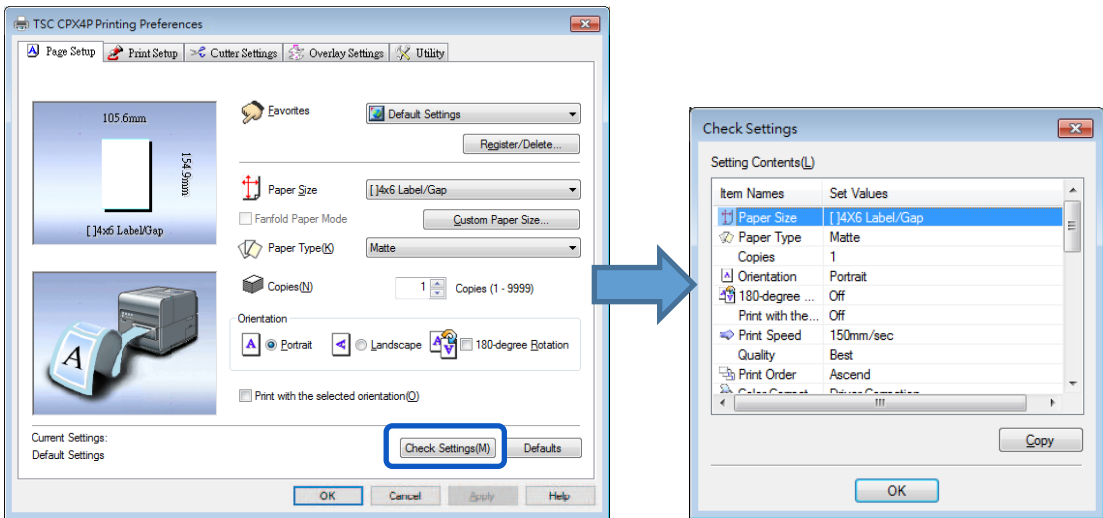 TSC CPX4P Printing Preferences
Page Setup
Print Setup
Cutter Settings
Overlay Settings
Utility
105.6mm
154.9mm
[ ]4x6 Label/Gap
Favorites
Default Settings
Register/Delete...
Paper Size
[ ]4x6 Label/Gap
Fanfold Paper Mode
Custom Paper Size...
Paper Type(K)
Matte
Copies(N)
1
Copies (1 - 9999)
Orientation
A
Portrait
A
Landscape
A
A
180-degree Rotation
A
Print with the selected orientation(O)
Current Settings:
Default Settings
Check Settings(M)
Defaults
OK
Cancel
Apply
Help
Check Settings
Setting Contents(L)
Item Names Set Values
Paper Size [ ]4X6 Label/Gap
Paper Type Matte
Copies 1
Orientation Portrait
180-degree ... Off
Print with the... Off
Print Speed 150mm/sec
Quality Best
Print Order Ascend
Copy
OK